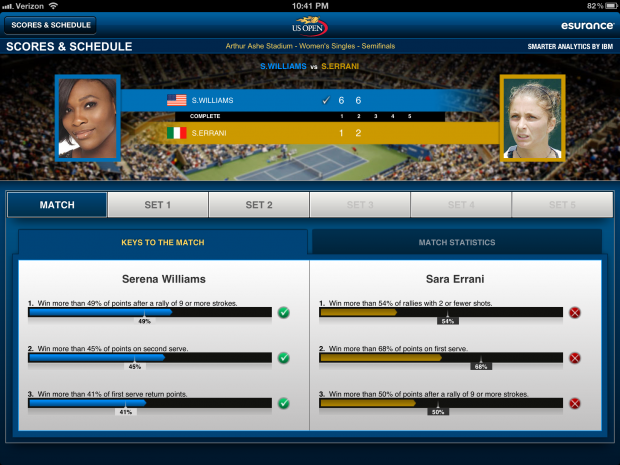 Verizon 10:41 PM 82%
SCORES & SCHEDULE
US OPEN
esurance
SCORES & SCHEDULE
Arthur Ashe Stadium - Women's Singles - Semifinals
SMARTER ANALYTICS BY IBM
S.WILLIAMS vs S.ERRANI
S.WILLIAMS 6 6
COMPLETE 1 2 3 4 5
S.ERRANI 1 2
MATCH SET 1 SET 2 SET 3 SET 4 SET 5
KEYS TO THE MATCH MATCH STATISTICS
Serena Williams
1. Win more than 49% of points after a rally of 9 or more strokes.
49%
2. Win more than 45% of points on second serve.
45%
3. Win more than 41% of first serve return points.
41%
Sara Errani
1. Win more than 54% of rallies with 2 or fewer shots.
54%
2. Win more than 68% of points on first serve.
68%
3. Win more than 50% of points after a rally of 9 or more strokes.
50%